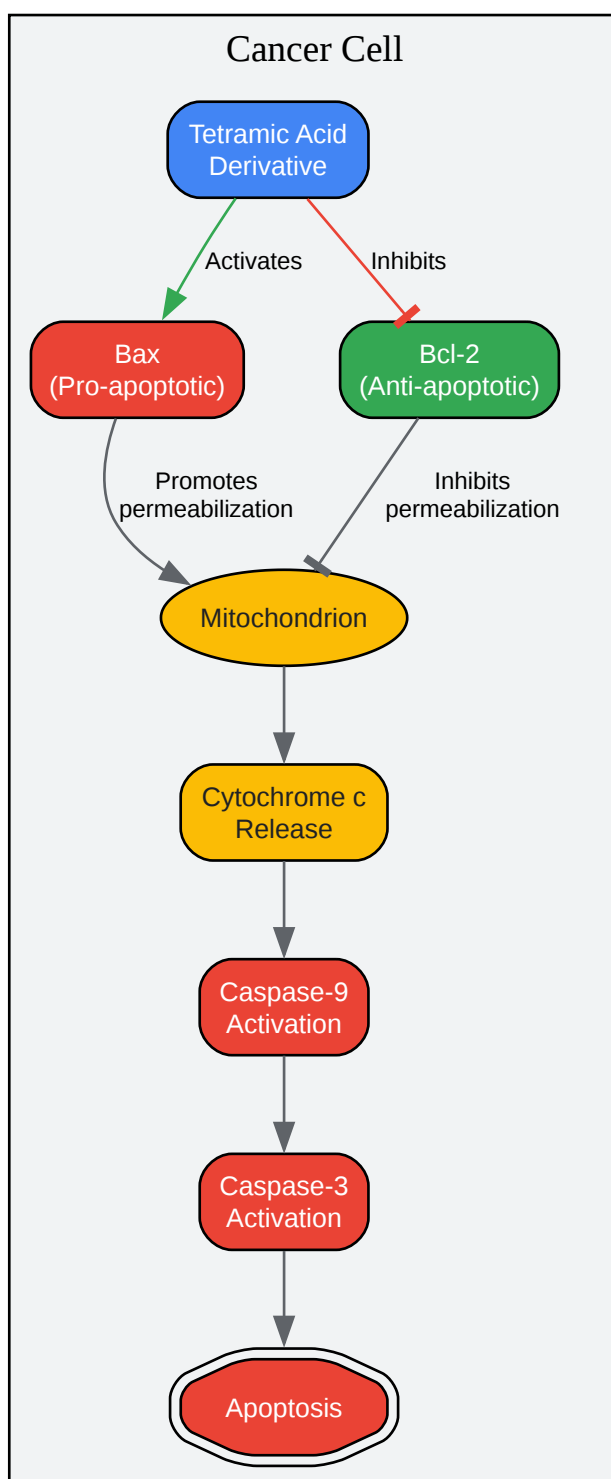 Cancer Cell
Tetramic Acid
Derivative
Activates
Inhibits
Bax
(Pro-apoptotic)
Bcl-2
(Anti-apoptotic)
Promotes
permeabilization
Inhibits
permeabilization
Mitochondrion
Cytochrome c
Release
Caspase-9
Activation
Caspase-3
Activation
Apoptosis